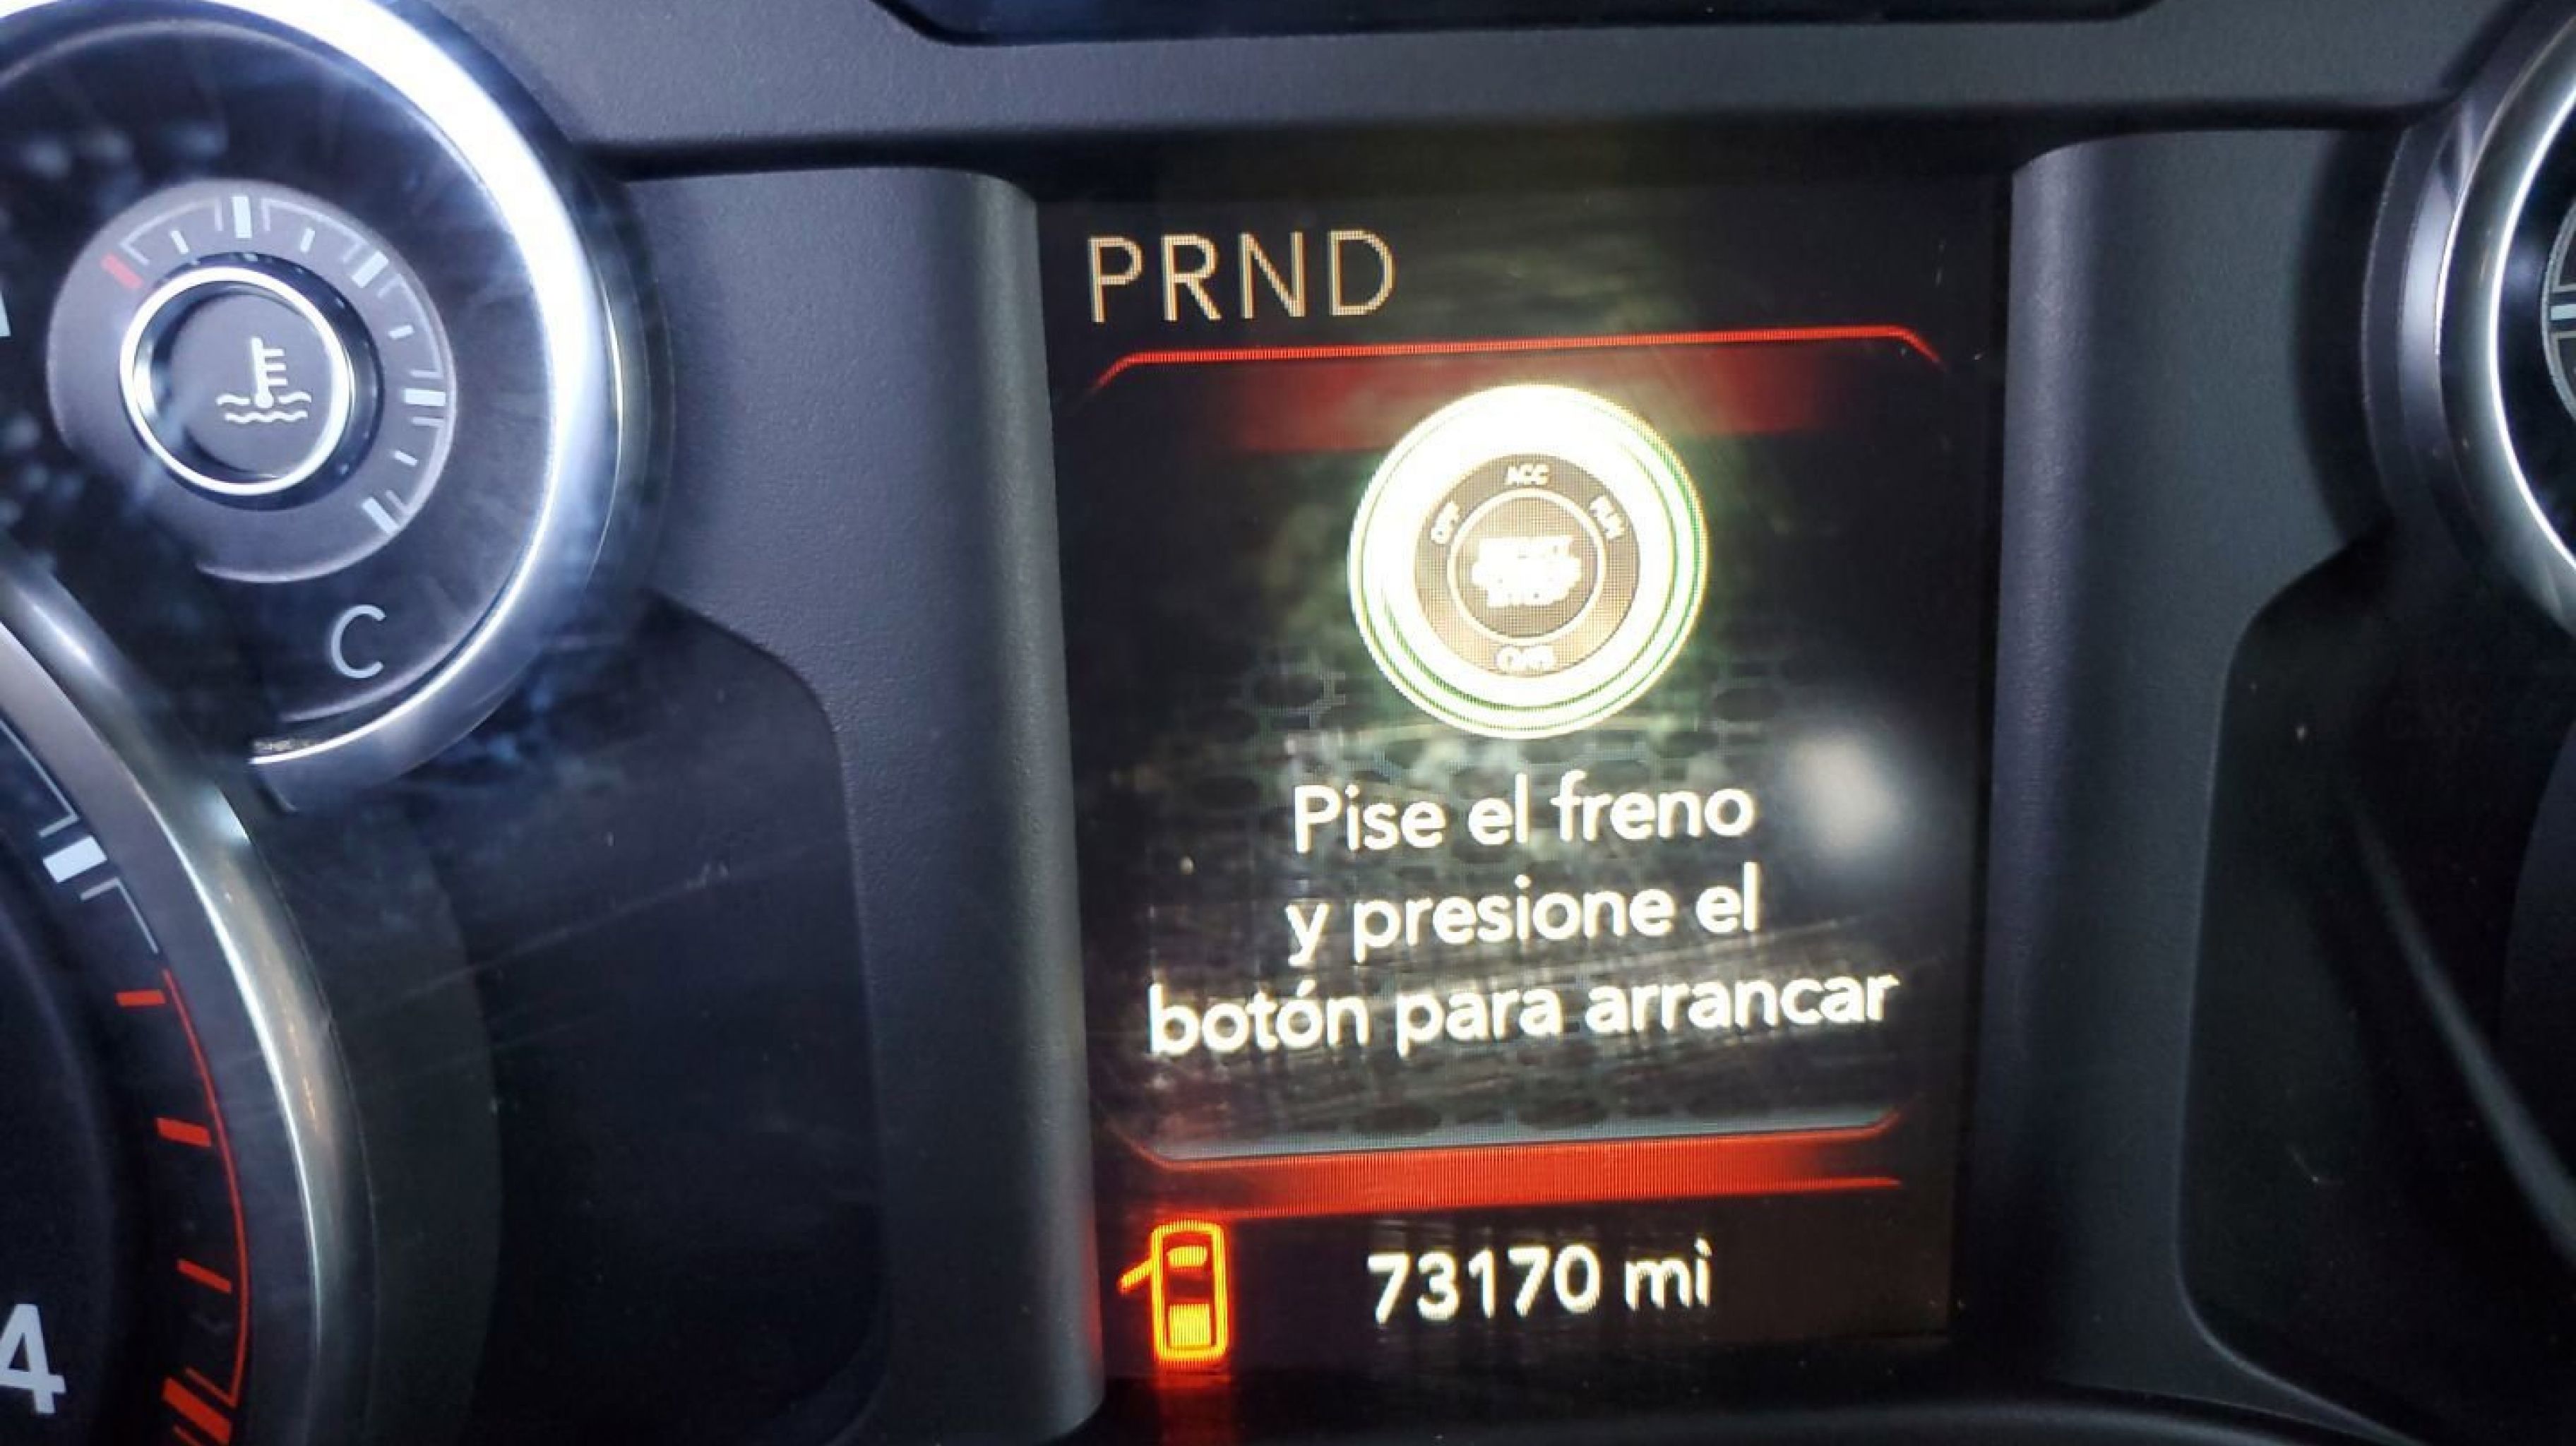 PRND
ACC
OFF
RUN
Pise el freno
y presione el
botón para arrancar
C
73170 mi
4